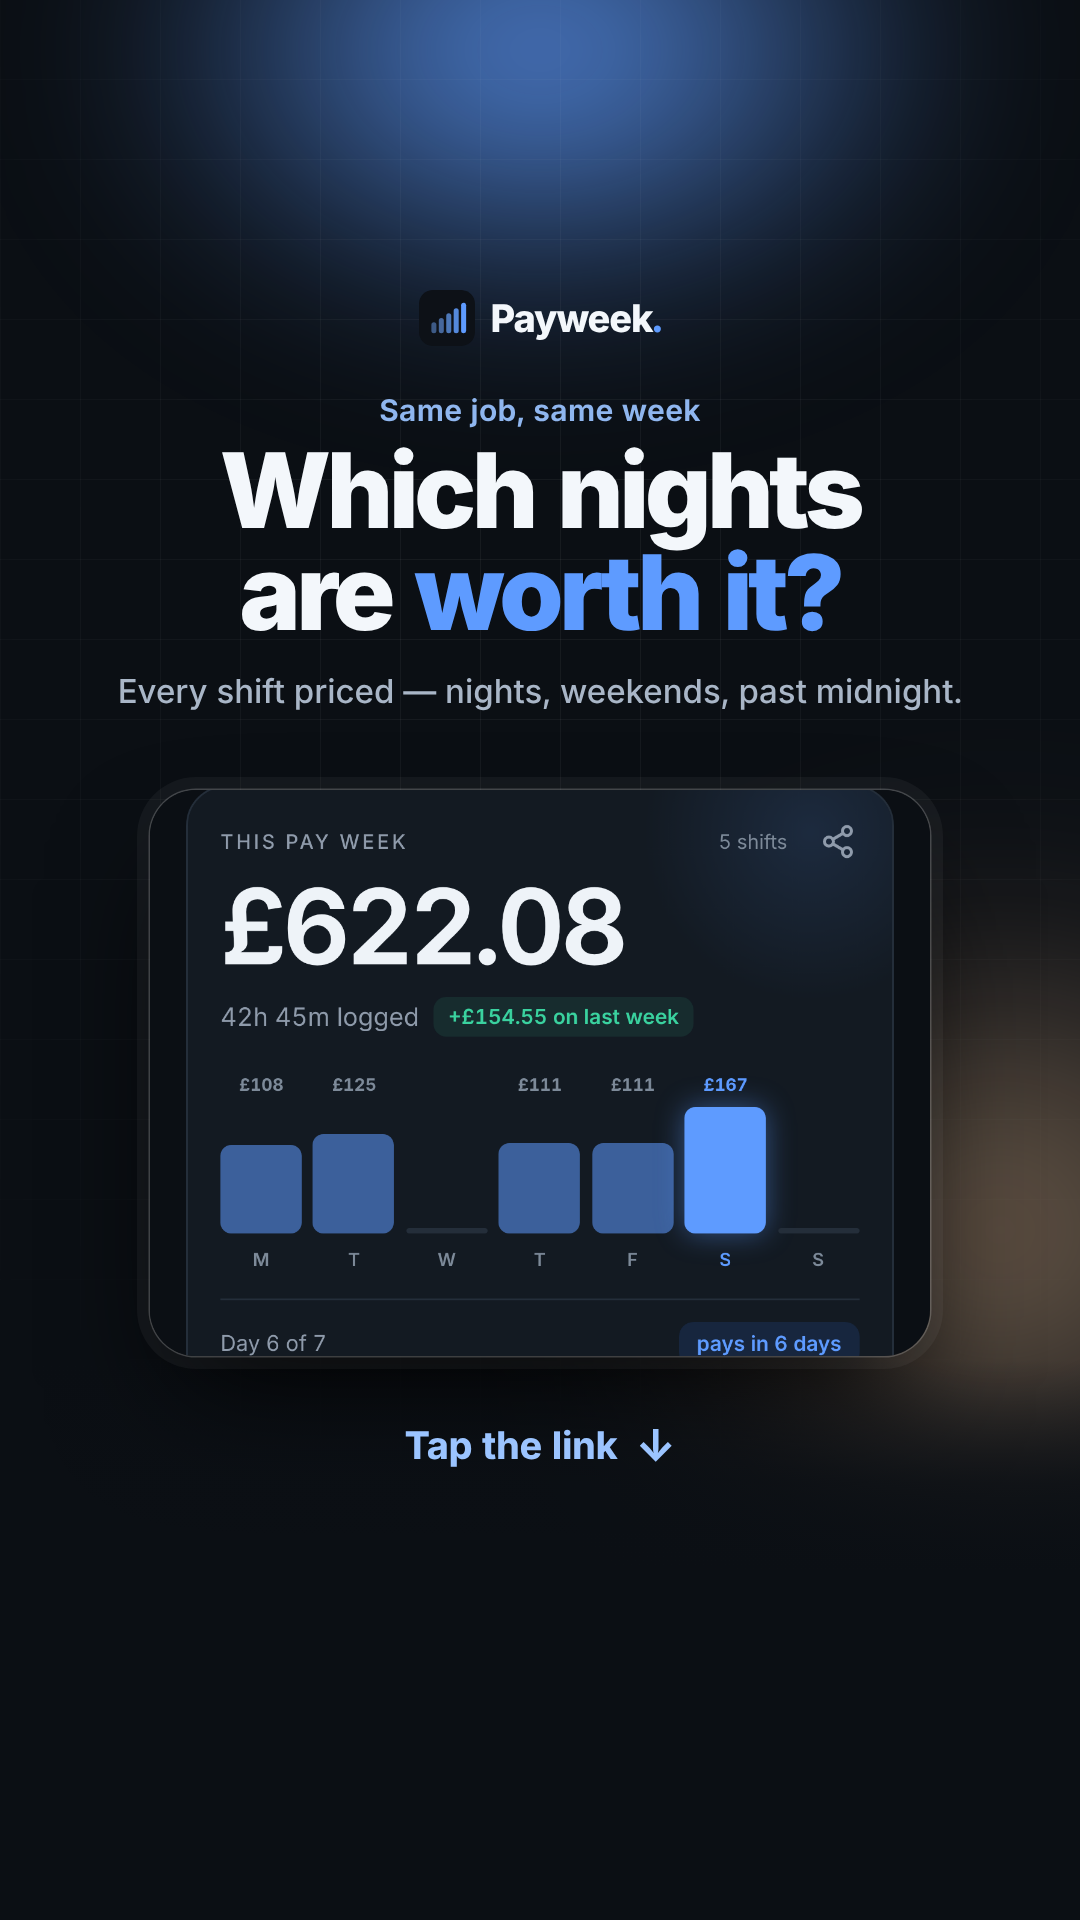 Payweek.
Same job, same week
Which nights
are worth it?
Every shift priced — nights, weekends, past midnight.
THIS PAY WEEK
5 shifts
£622.08
42h 45m logged
+£154.55 on last week
£108 £125 £111 £111 £167
M T W T F S S
Day 6 of 7
pays in 6 days
Tap the link ↓